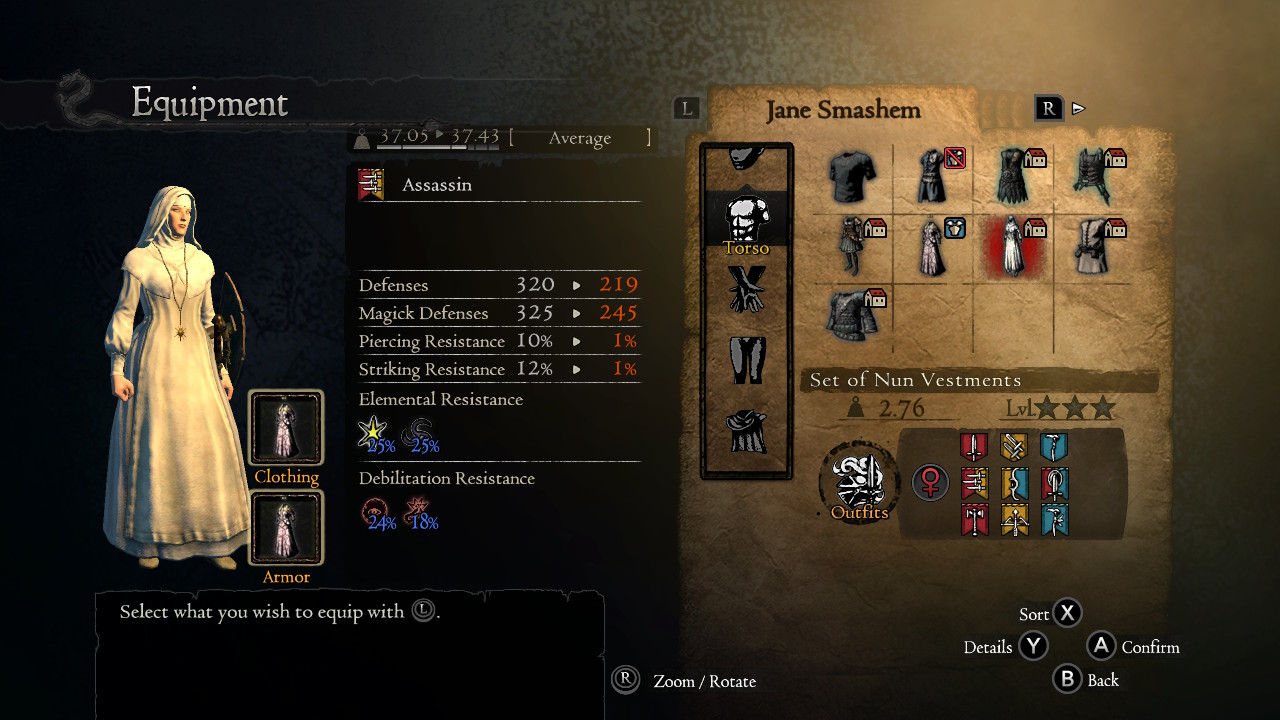 Equipment
37.05 37.43 [ Average ]
Assassin
Defenses 320 219
Magick Defenses 325 245
Piercing Resistance 10% 1%
Striking Resistance 12% 1%
Elemental Resistance
25% 25%
Debilitation Resistance
24% 18%
Clothing
Armor
Select what you wish to equip with L.
R Zoom / Rotate
L Jane Smashem R
Torso
Set of Nun Vestments
2.76 Lvl.
Outfits
Sort X
Details Y A Confirm
B Back